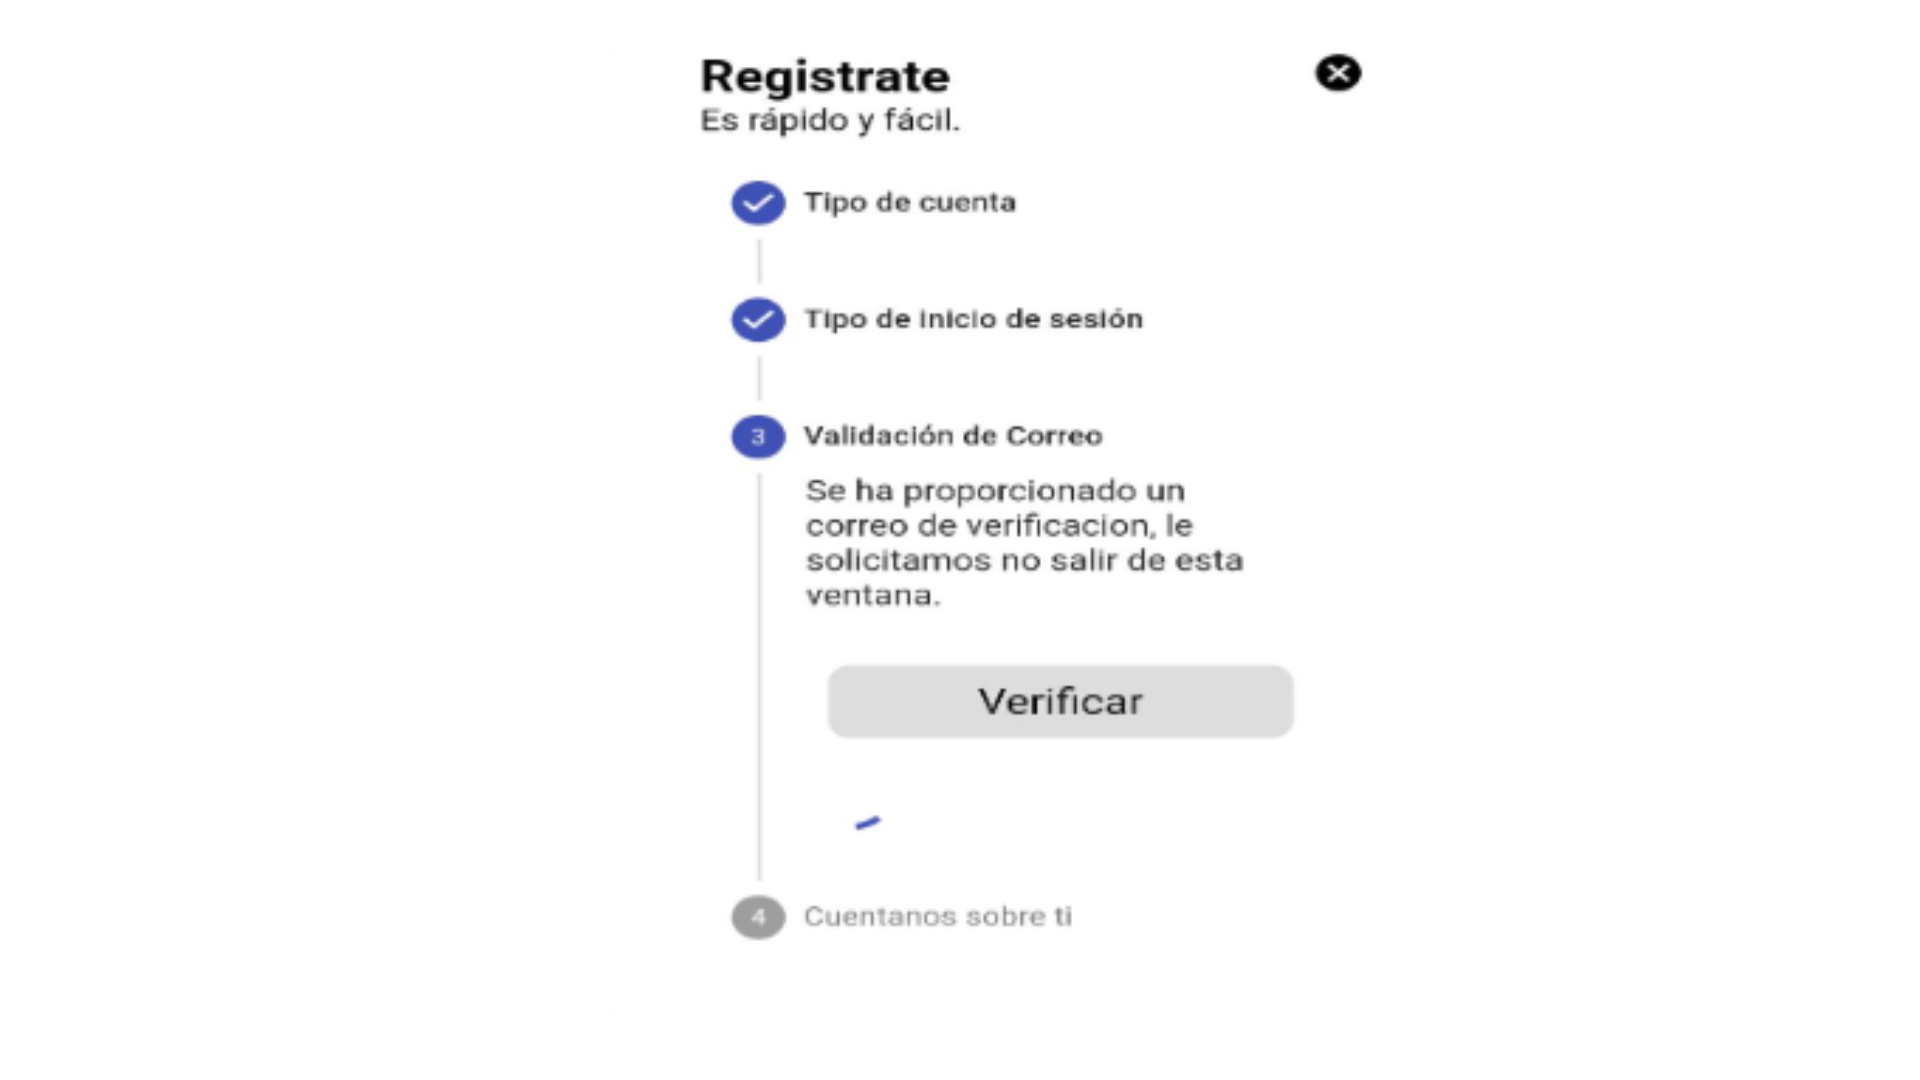 Registrate
Es rápido y fácil.
Tipo de cuenta
Tipo de inicio de sesión
3 Validación de Correo
Se ha proporcionado un
correo de verificacion, le
solicitamos no salir de esta
ventana.
Verificar
4 Cuentanos sobre ti